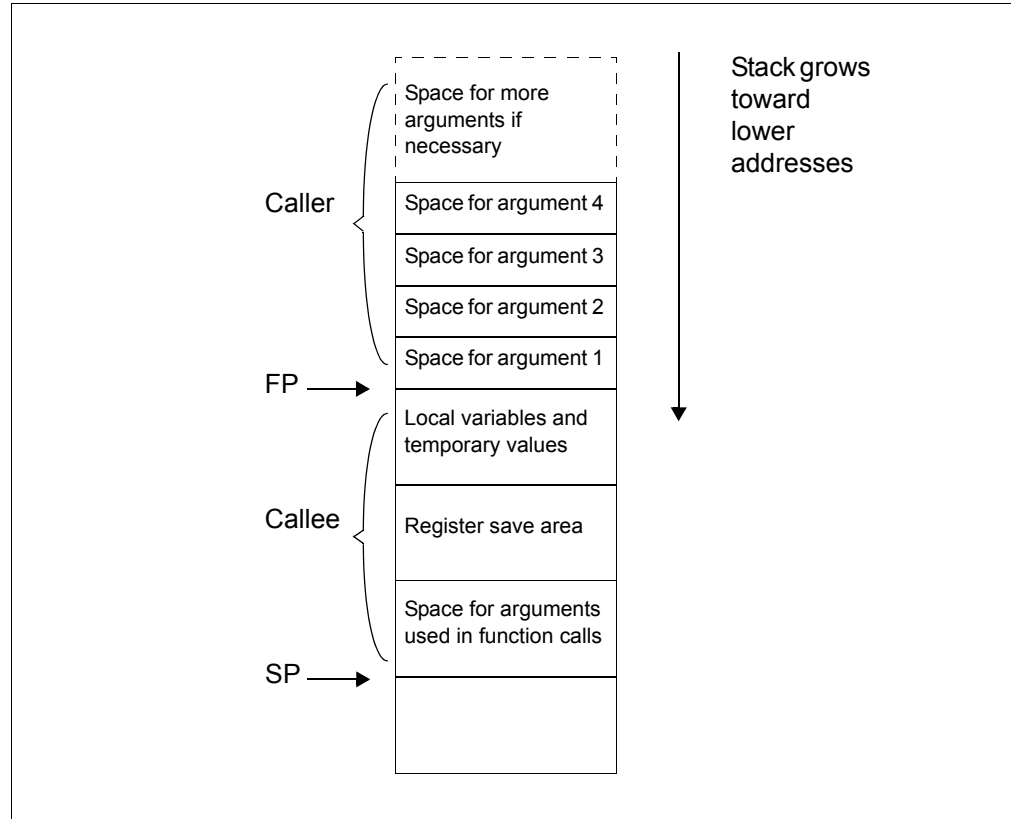 Stack grows
toward
lower
addresses
Space for more
arguments if
necessary
Caller
Space for argument 4
Space for argument 3
Space for argument 2
Space for argument 1
FP
Local variables and
temporary values
Callee
Register save area
Space for arguments
used in function calls
SP